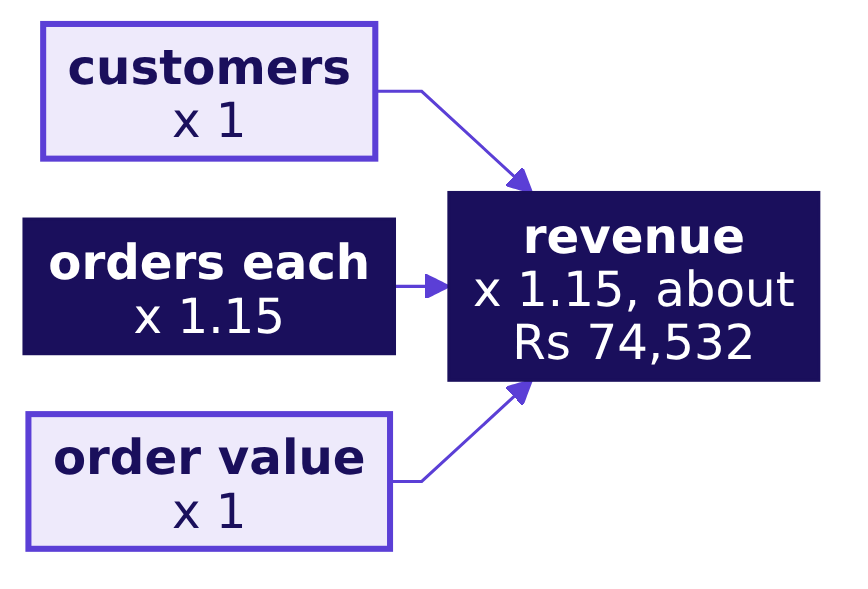 customers
x 1
orders each
x 1.15
order value
x 1
revenue
x 1.15, about
Rs 74,532